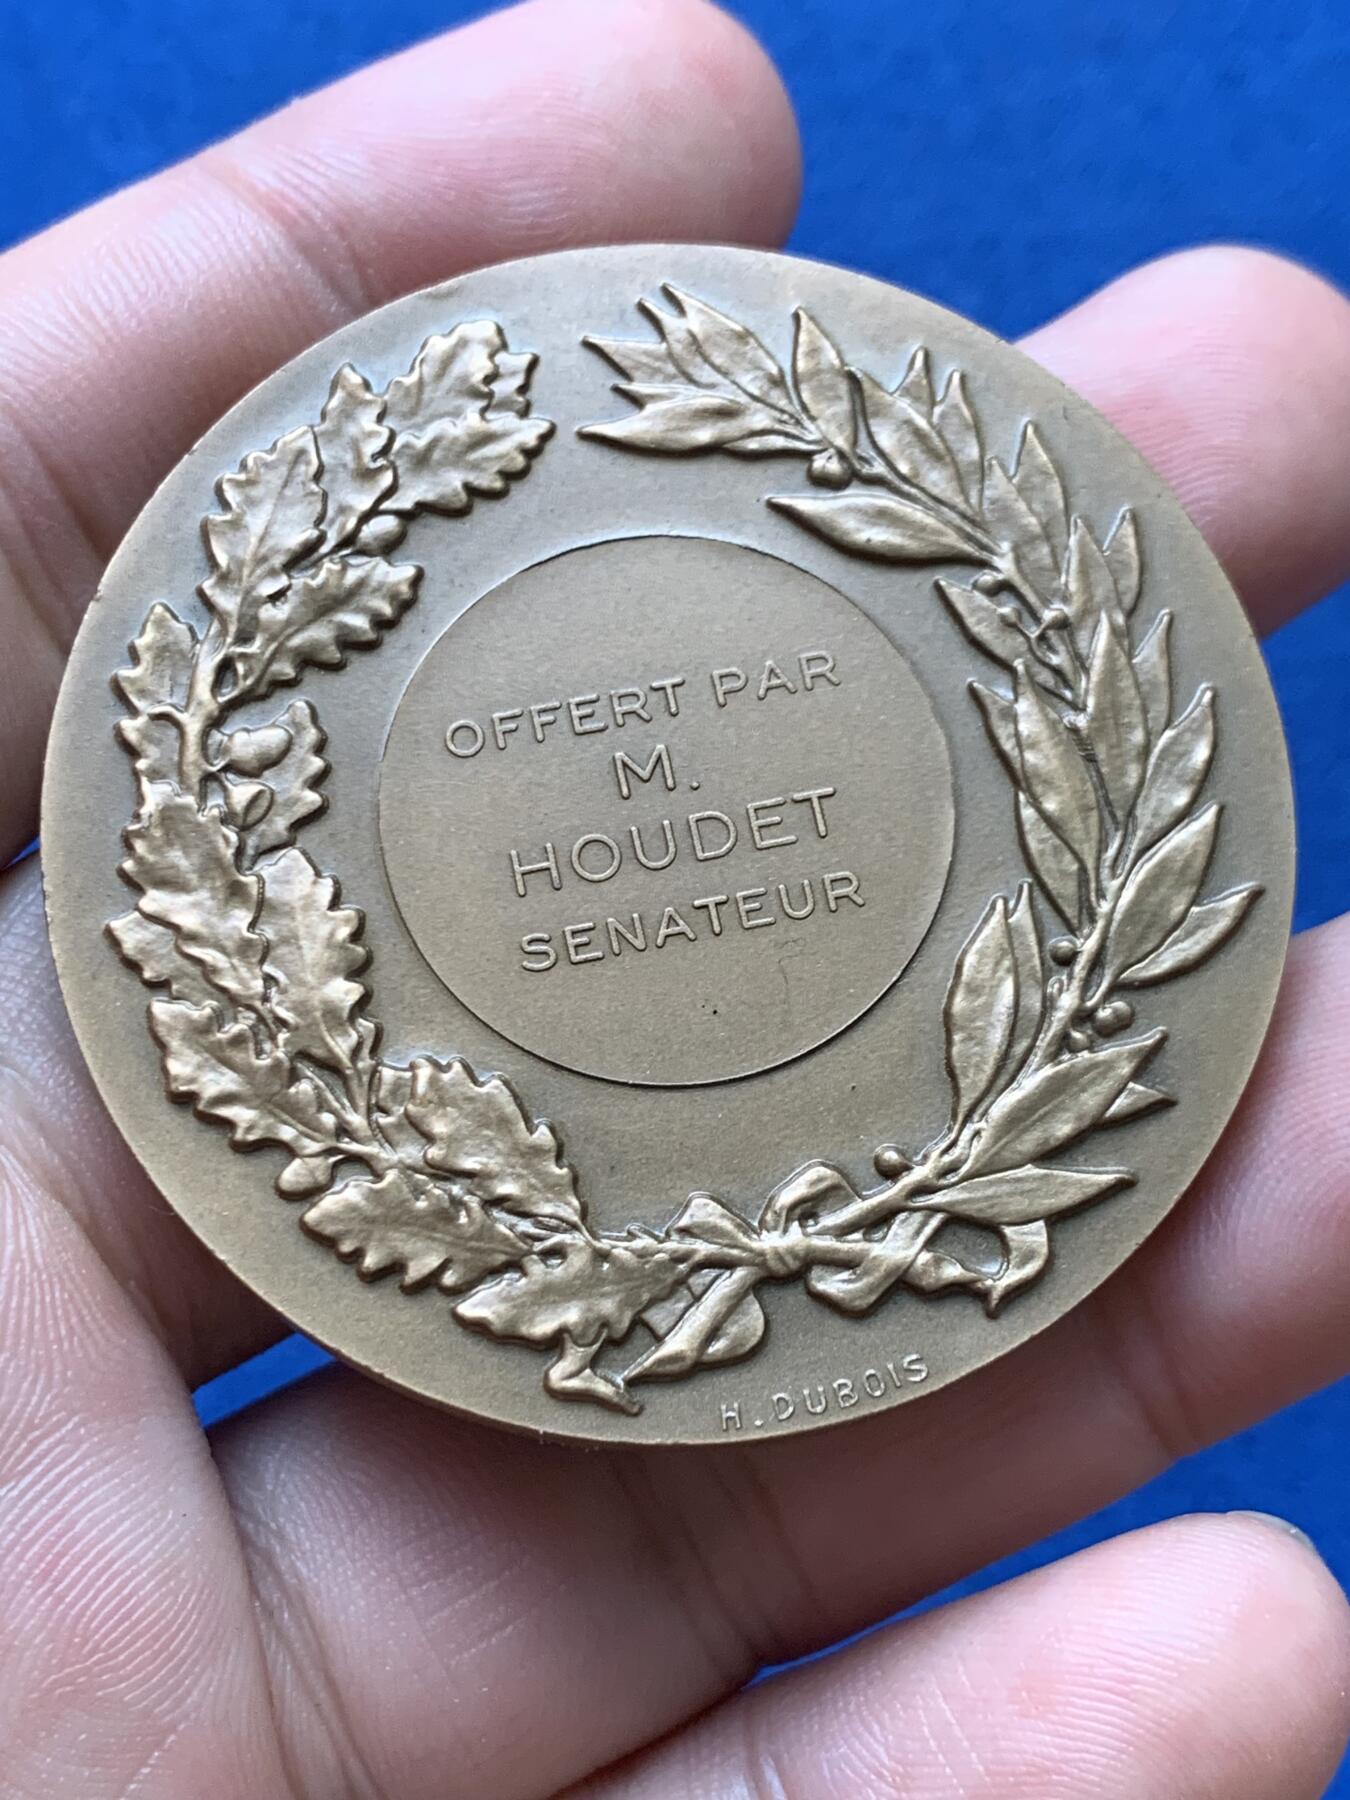 OFFERT PAR
M.
HOUDET
SENATEUR
H. DUBOIS